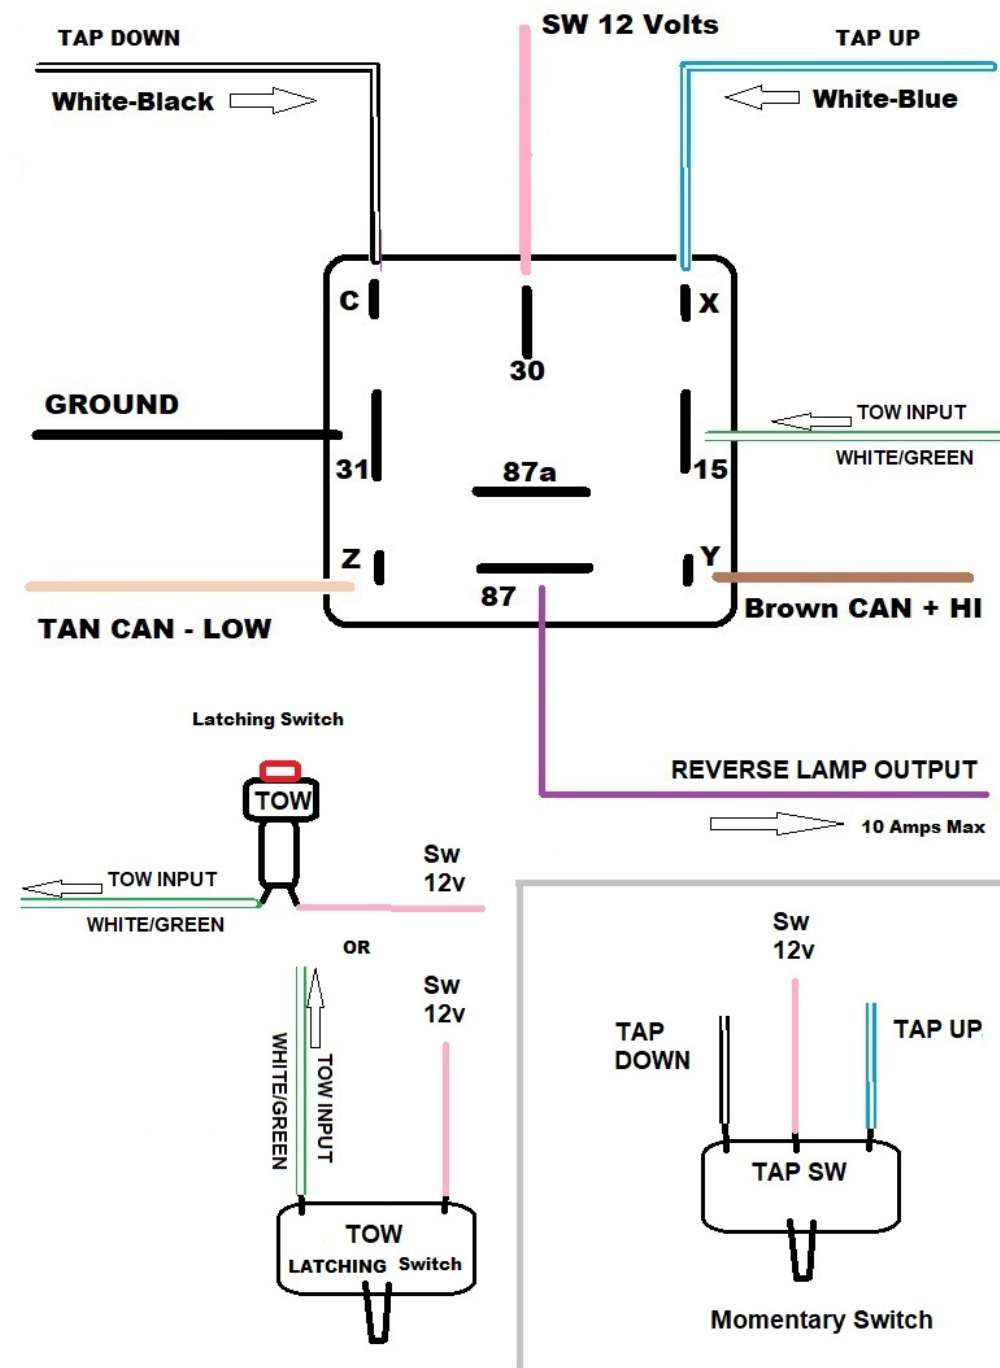 SW 12 Volts
TAP DOWN
TAP UP
White-Black
White-Blue
C
X
30
GROUND
TOW INPUT
WHITE/GREEN
31
87a
15
Z
Y
87
TAN CAN - LOW
Brown CAN + HI
Latching Switch
REVERSE LAMP OUTPUT
10 Amps Max
TOW
TOW INPUT
WHITE/GREEN
Sw
12v
OR
Sw
12v
WHITE/GREEN
TOW INPUT
TOW
LATCHING Switch
Sw
12v
TAP
DOWN
TAP UP
TAP SW
Momentary Switch